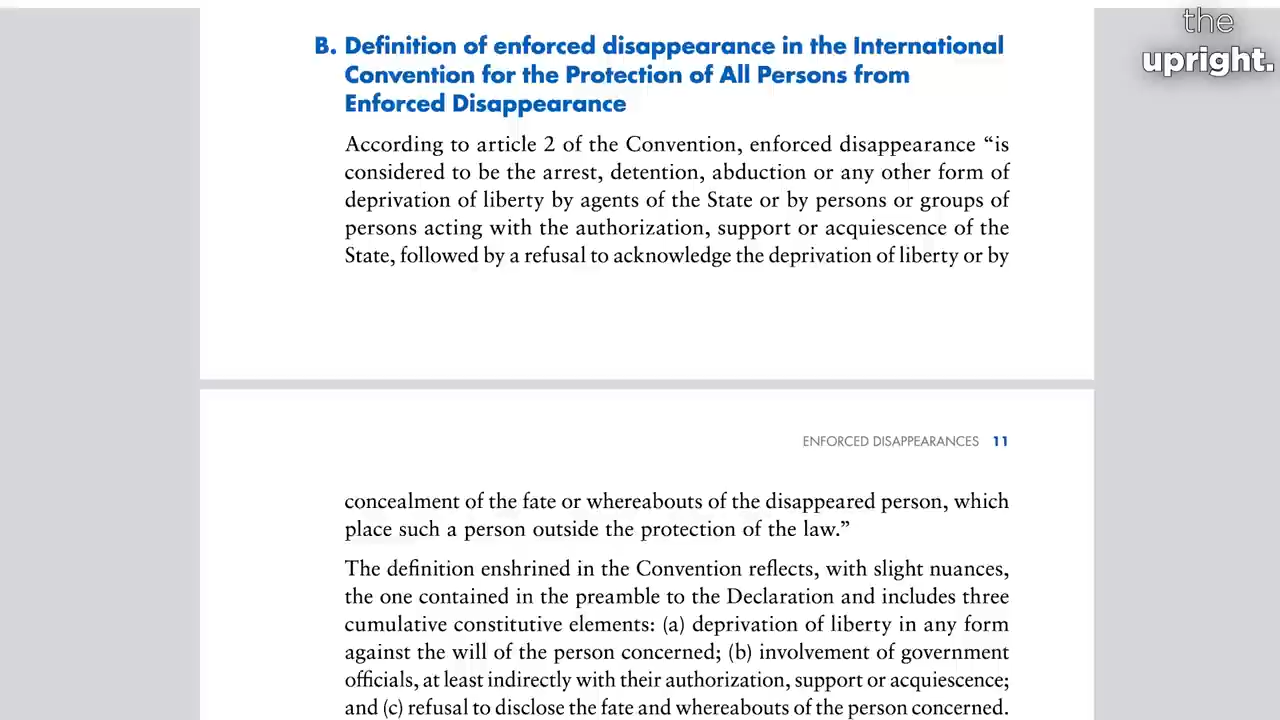 the
upright.
B. Definition of enforced disappearance in the International
Convention for the Protection of All Persons from
Enforced Disappearance
According to article 2 of the Convention, enforced disappearance “is
considered to be the arrest, detention, abduction or any other form of
deprivation of liberty by agents of the State or by persons or groups of
persons acting with the authorization, support or acquiescence of the
State, followed by a refusal to acknowledge the deprivation of liberty or by
ENFORCED DISAPPEARANCES 11
concealment of the fate or whereabouts of the disappeared person, which
place such a person outside the protection of the law.”
The definition enshrined in the Convention reflects, with slight nuances,
the one contained in the preamble to the Declaration and includes three
cumulative constitutive elements: (a) deprivation of liberty in any form
against the will of the person concerned; (b) involvement of government
officials, at least indirectly with their authorization, support or acquiescence;
and (c) refusal to disclose the fate and whereabouts of the person concerned.